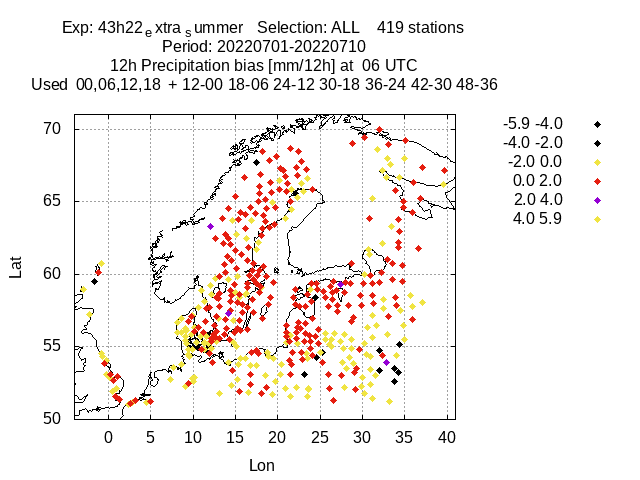 Exp: 43h22e xtra s ummer Selection: ALL 419 stations
Period: 20220701-20220710
12h Precipitation bias [mm/12h] at 06 UTC
Used 00,06,12,18 + 12-00 18-06 24-12 30-18 36-24 42-30 48-36
-5.9 -4.0
-4.0 -2.0
-2.0 0.0
0.0 2.0
2.0 4.0
4.0 5.9
70
65
60
55
50
Lat
0 5 10 15 20 25 30 35 40
Lon